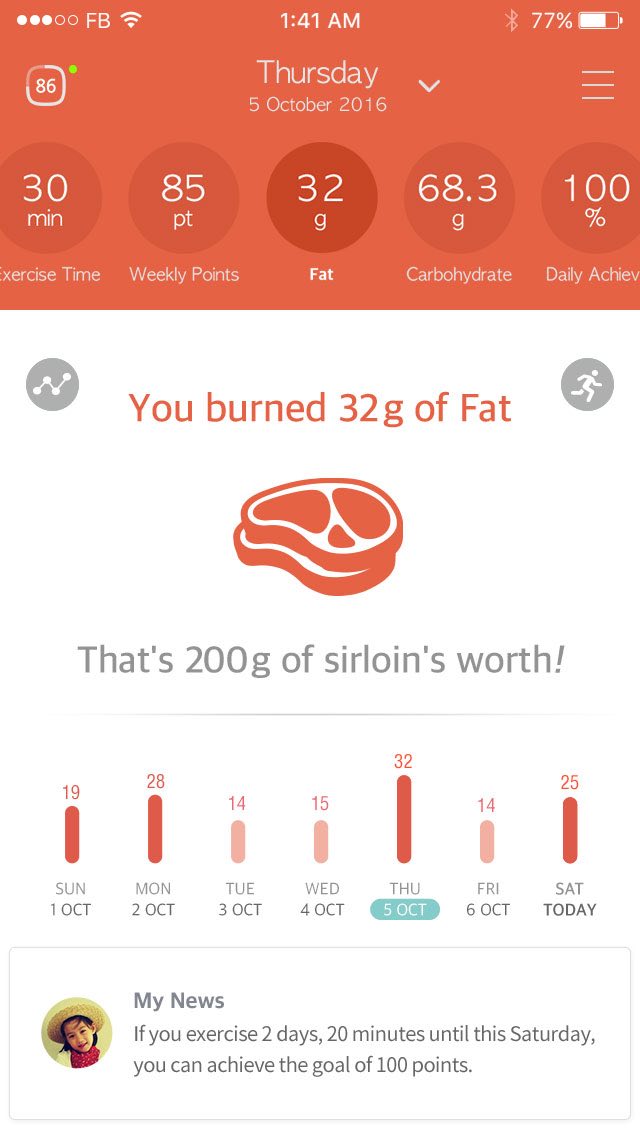 FB 1:41 AM 77%
86
Thursday
5 October 2016
30 85 32 68.3 100
min pt g g %
Exercise Time Weekly Points Fat Carbohydrate Daily Achiev
You burned 32g of Fat
That's 200g of sirloin's worth!
19 28 14 15 32 14 25
SUN MON TUE WED THU FRI SAT
1 OCT 2 OCT 3 OCT 4 OCT 5 OCT 6 OCT TODAY
My News
If you exercise 2 days, 20 minutes until this Saturday,
you can achieve the goal of 100 points.